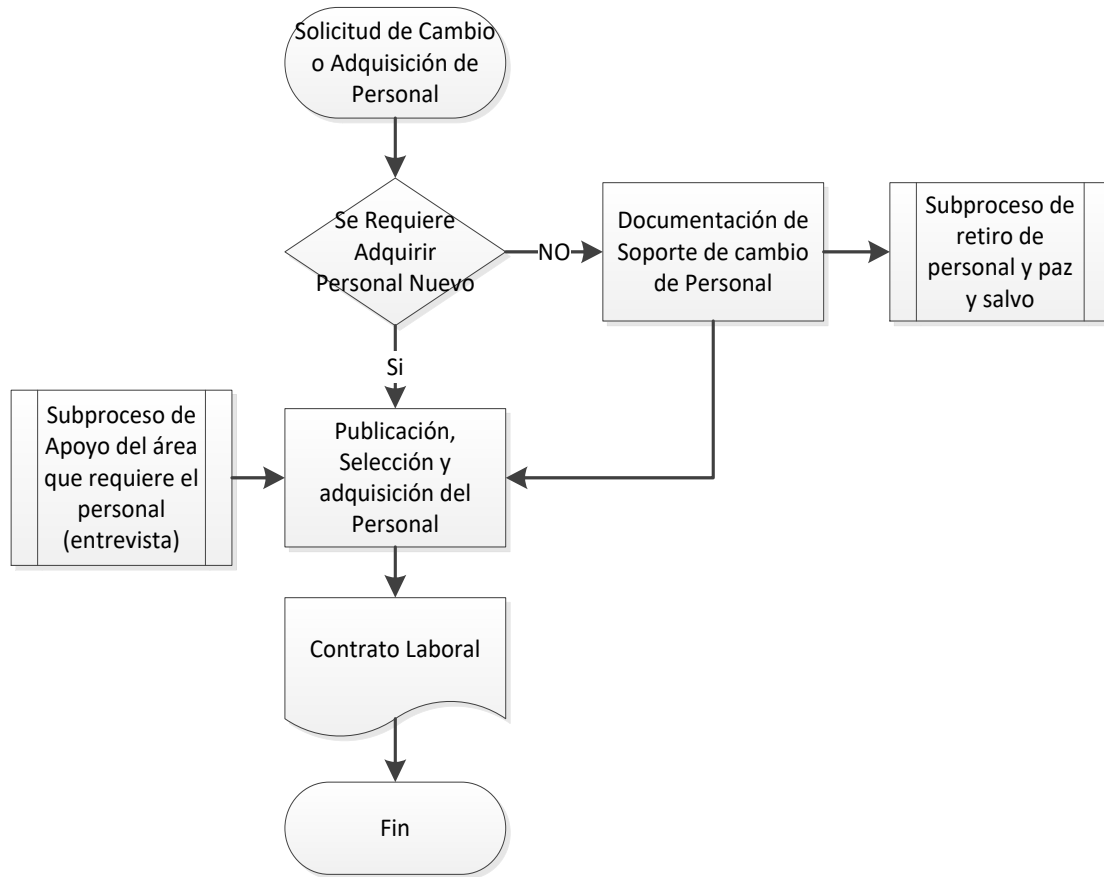 Solicitud de Cambio
o Adquisición de
Personal
Se Requiere
Adquirir
Personal Nuevo
NO
Documentación de
Soporte de cambio
de Personal
Subproceso de
retiro de
personal y paz
y salvo
Si
Subproceso de
Apoyo del área
que requiere el
personal
(entrevista)
Publicación,
Selección y
adquisición del
Personal
Contrato Laboral
Fin